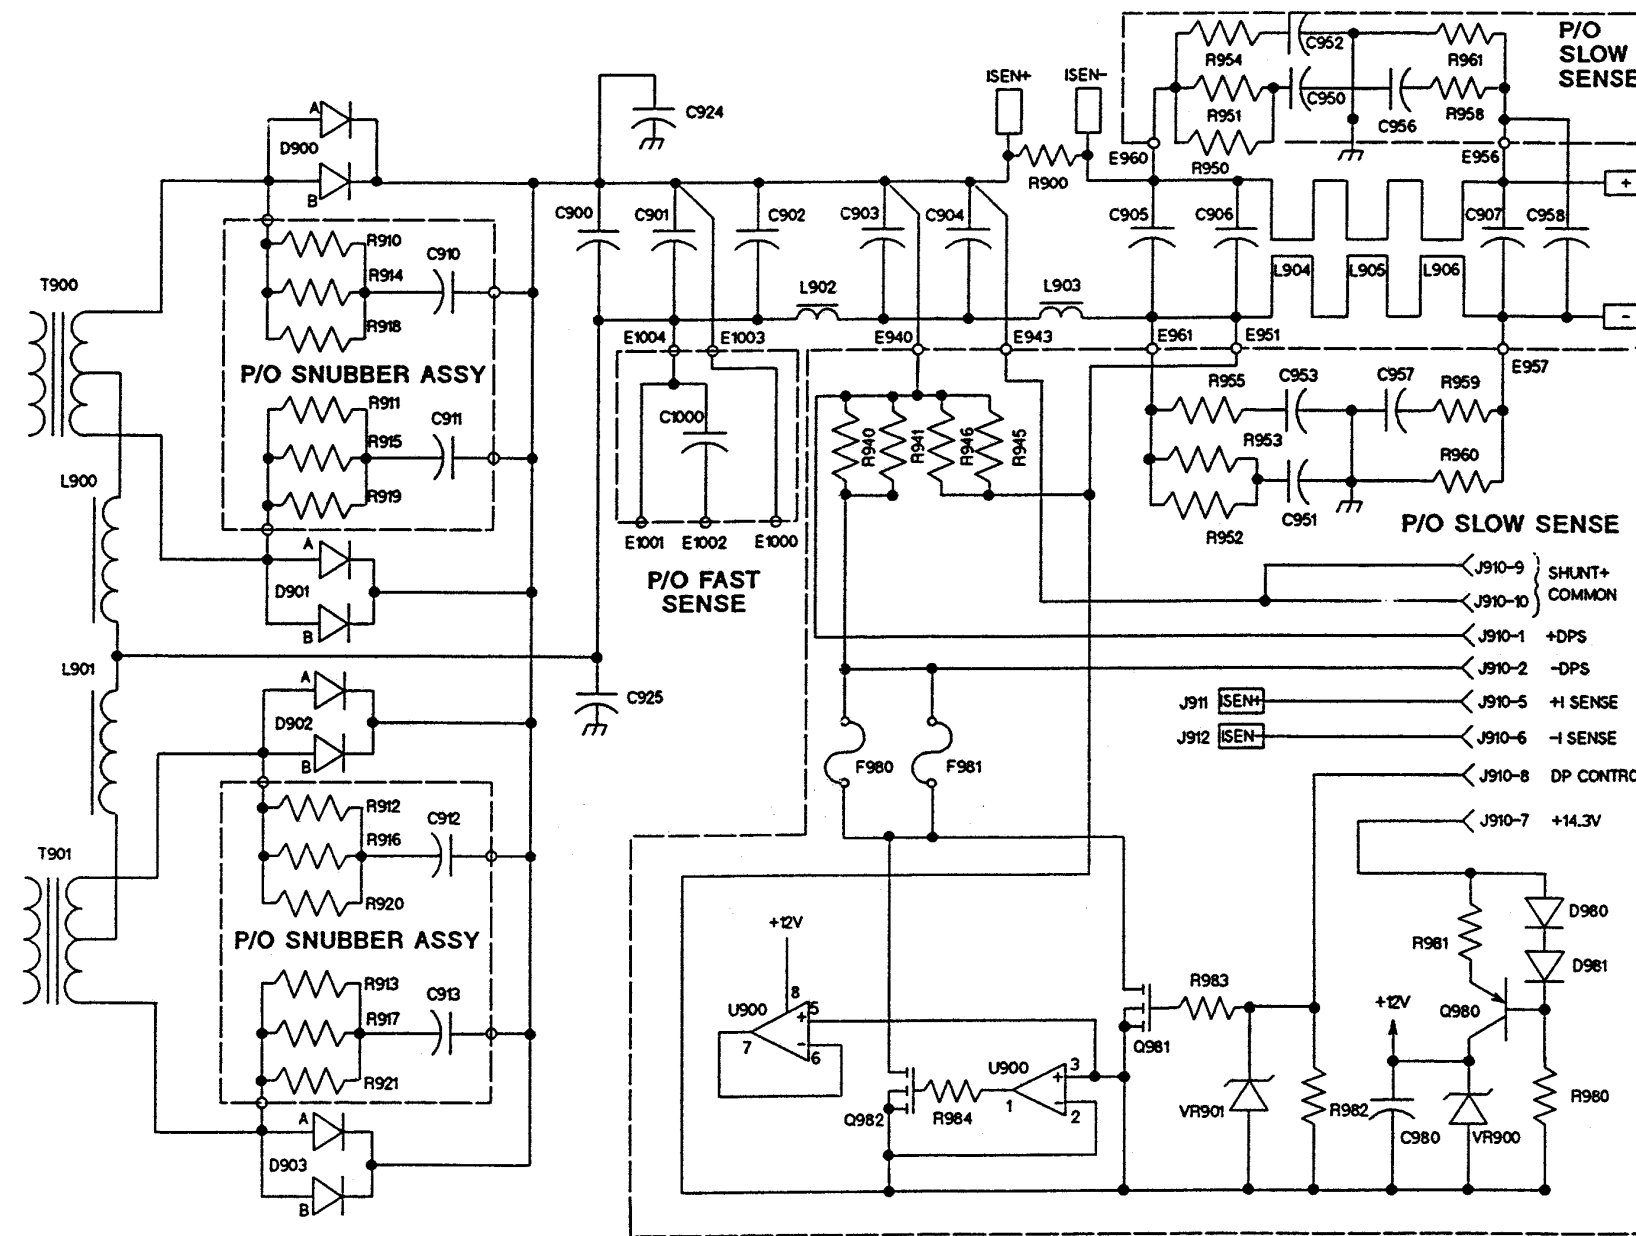 P/O
SLOW
SENSE
C952
R954
R961
ISEN+
ISEN-
C950
R951
C956
R958
A
C924
D900
E960
R950
E956
R900
+
B
C900
C901
C902
C903
C904
C905
C906
C907
C958
R910
C910
R914
T900
L902
L903
L904
L905
L906
R918
E1004
E1003
E940
E943
E961
E951
-
E957
P/O SNUBBER ASSY
R955
C953
C957
R959
R911
C911
C1000
R915
R940
R941
R946
R945
R953
R960
L900
R919
C951
P/O SLOW SENSE
R952
A
E1001
E1002
E1000
D901
P/O FAST
SENSE
J910-9
SHUNT+
J910-10
COMMON
B
J910-1 +DPS
L901
A
J910-2 -DPS
C925
J911 ISEN+
J910-5 +I SENSE
D902
J912 ISEN-
J910-6 -I SENSE
B
F980
F981
J910-8 DP CONTRO
R912
C912
J910-7 +14.3V
R916
T901
R920
D980
+12V
P/O SNUBBER ASSY
R981
D981
R913
C913
8
R983
U900
5
+
+12V
Q980
R917
7
-
6
Q981
R921
U900
3
+
A
Q982
R984
1
-
2
VR901
R982
C980
VR900
R980
D903
B